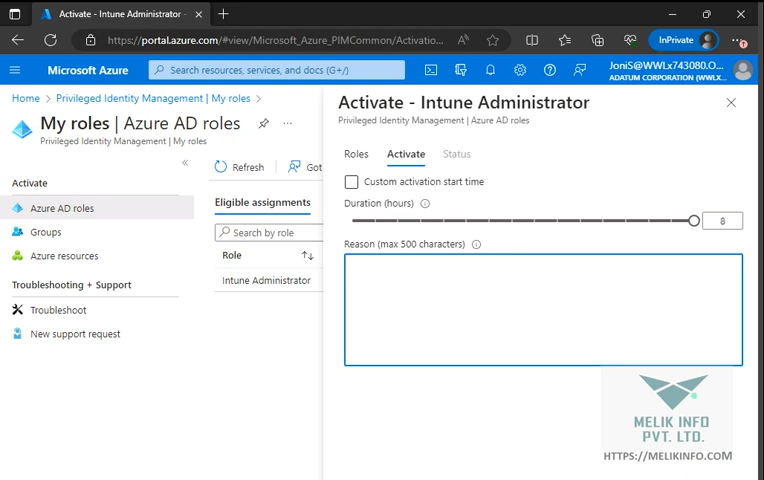 Activate - Intune Administrator -
https://portal.azure.com/#view/Microsoft_Azure_PIMCommon/Activatio...
InPrivate
Microsoft Azure
Search resources, services, and docs (G+/)
JoniS@WWLx743080.O...
ADATUM CORPORATION (WWLX...
Home > Privileged Identity Management | My roles >
My roles | Azure AD roles
Privileged Identity Management | My roles
Activate
Azure AD roles
Groups
Azure resources
Troubleshooting + Support
Troubleshoot
New support request
Refresh
Got
Eligible assignments
Search by role
Role
Intune Administrator
Activate - Intune Administrator
Privileged Identity Management | Azure AD roles
Roles Activate Status
Custom activation start time
Duration (hours)
8
Reason (max 500 characters)
MELIK INFO
PVT. LTD.
HTTPS://MELIKINFO.COM